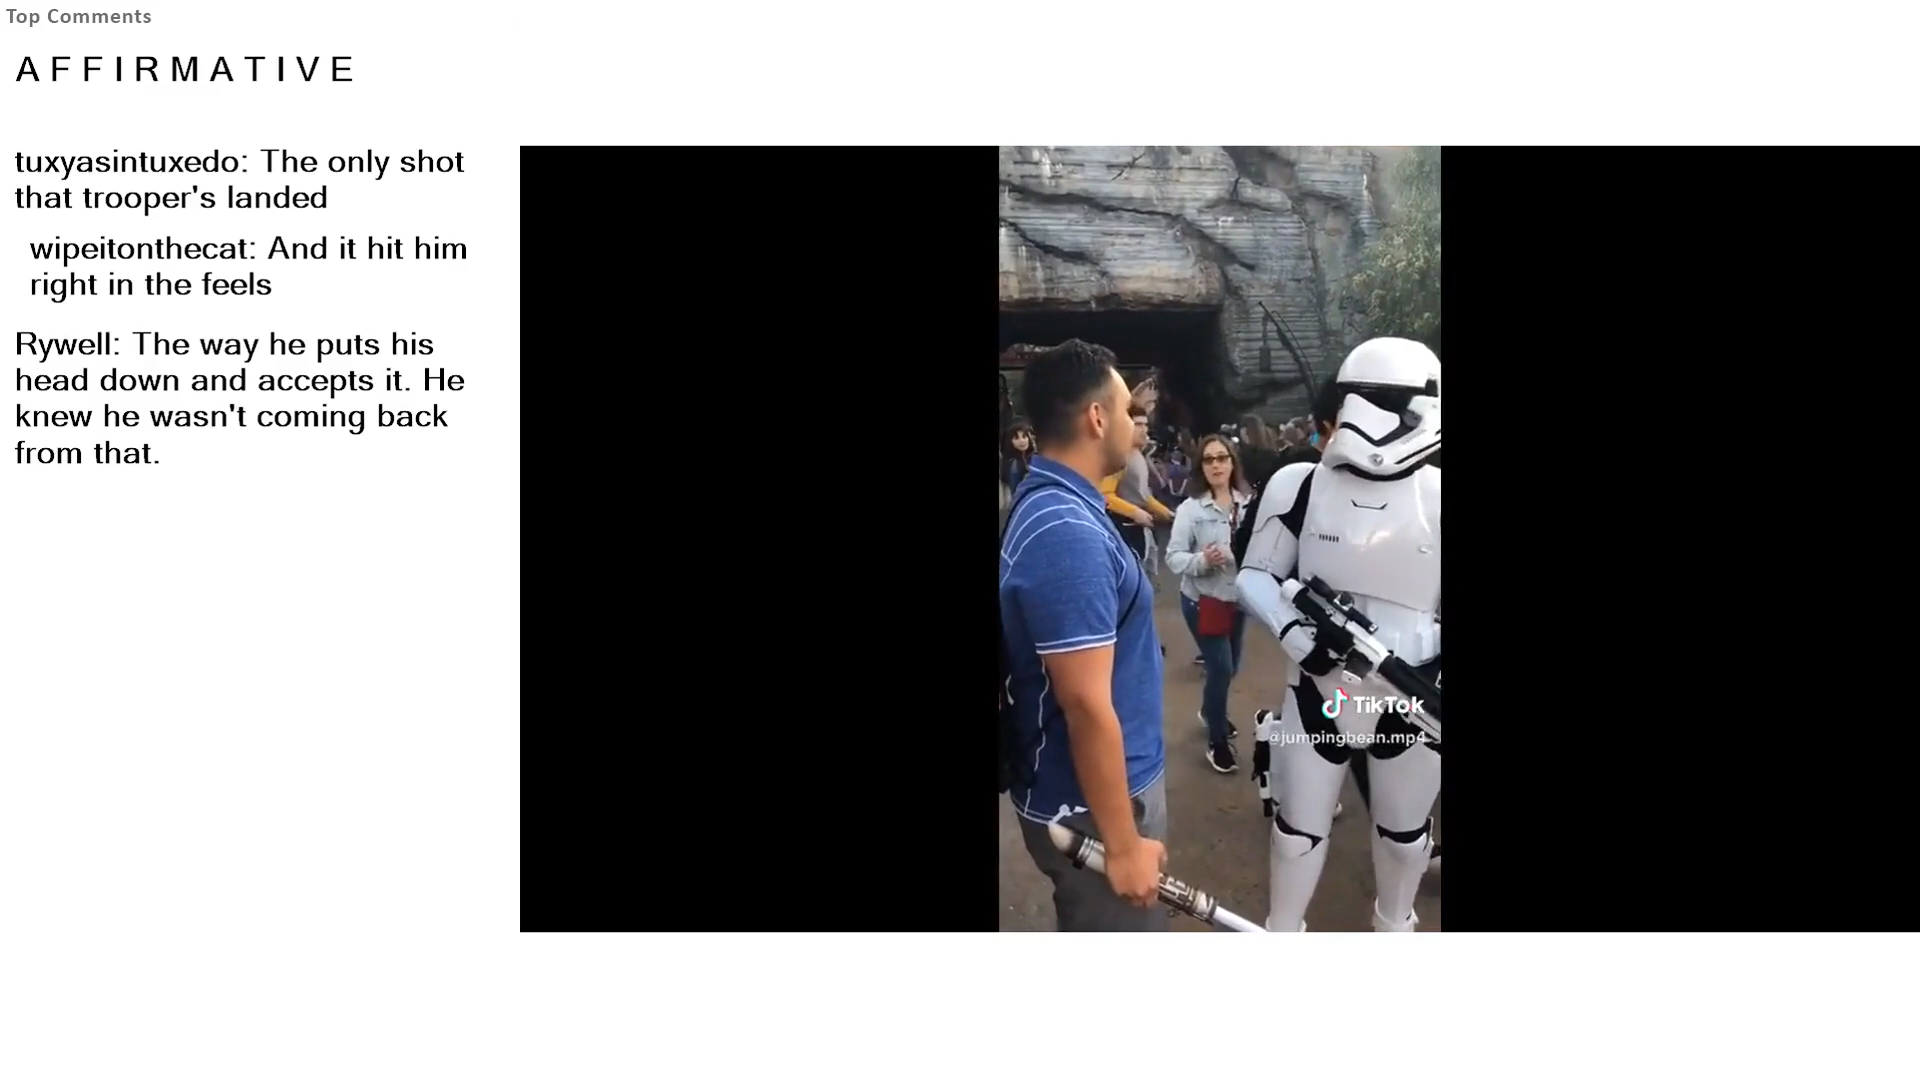 Top Comments
A F F I R M A T I V E
tuxyasintuxedo: The only shot
that trooper's landed
wipeitonthecat: And it hit him
right in the feels
Rywell: The way he puts his
head down and accepts it. He
knew he wasn't coming back
from that.
TikTok
@jumpingbean.mp4